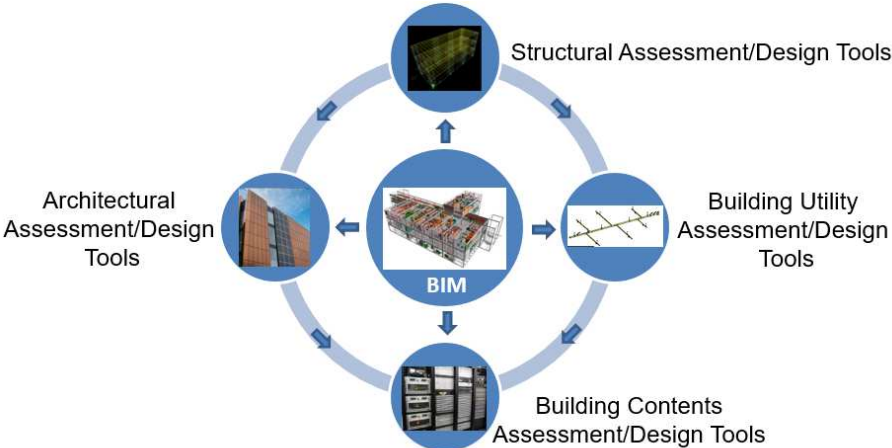 Structural Assessment/Design Tools
Architectural
Assessment/Design
Tools
BIM
Building Utility
Assessment/Design
Tools
Building Contents
Assessment/Design Tools